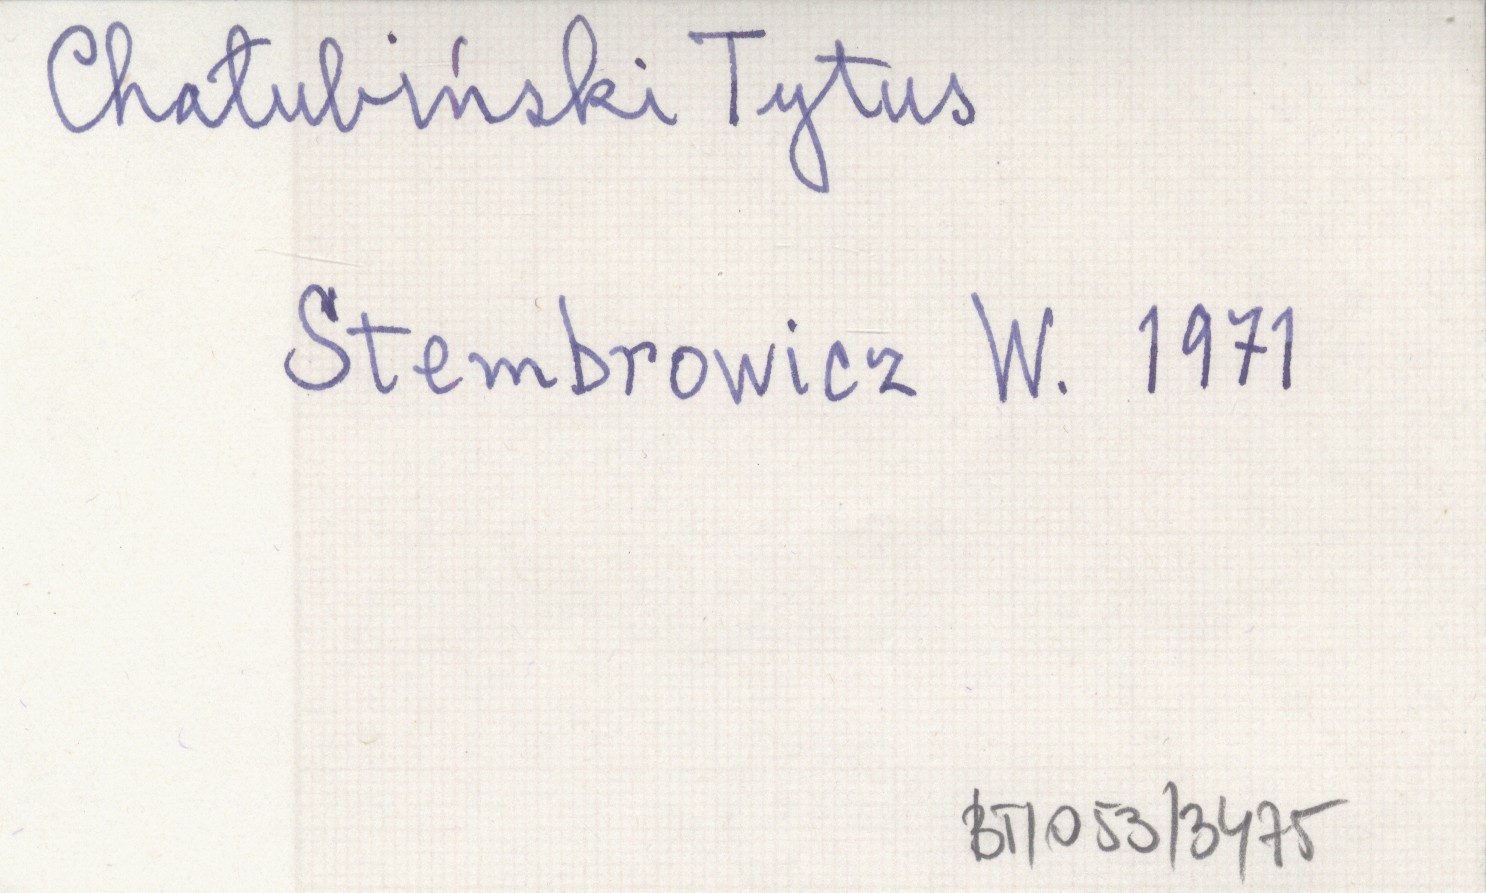 Chałubiński Tytus
Stembrowicz W. 1971
BT/053/3475